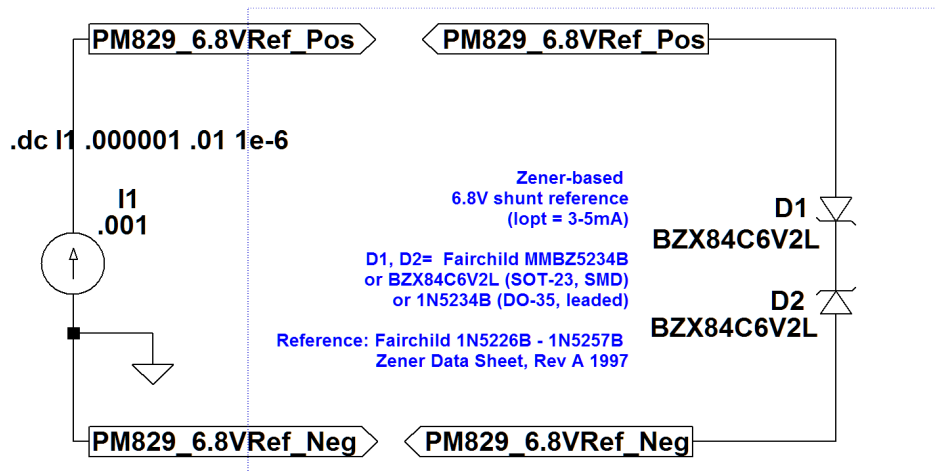 PM829_6.8VRef_Pos
PM829_6.8VRef_Pos
.dc I1 .000001 .01 1e-6
I1
.001
Zener-based
6.8V shunt reference
(Iopt = 3-5mA)
D1
BZX84C6V2L
D1, D2= Fairchild MMBZ5234B
or BZX84C6V2L (SOT-23, SMD)
or 1N5234B (DO-35, leaded)
D2
BZX84C6V2L
Reference: Fairchild 1N5226B - 1N5257B
Zener Data Sheet, Rev A 1997
PM829_6.8VRef_Neg
PM829_6.8VRef_Neg